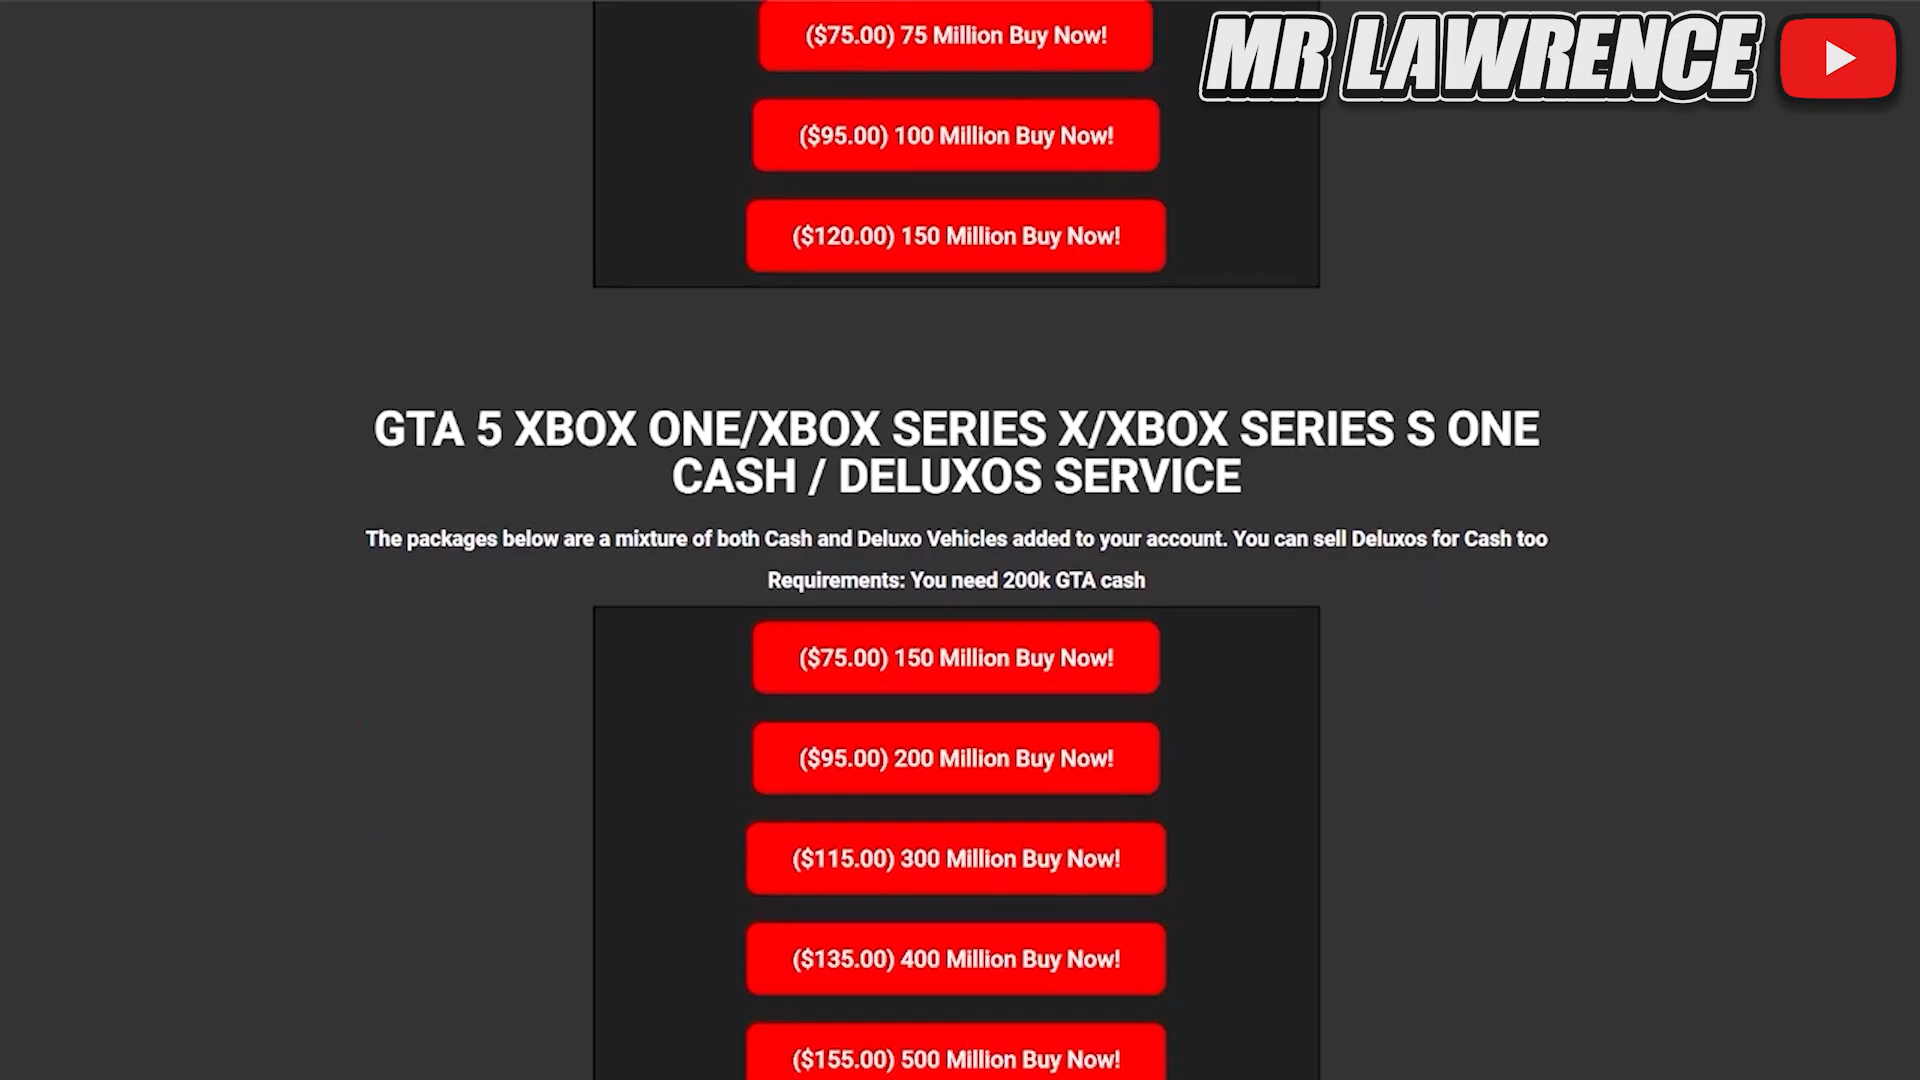 ($75.00) 75 Million Buy Now!
MR LAWRENCE
($95.00) 100 Million Buy Now!
($120.00) 150 Million Buy Now!
GTA 5 XBOX ONE/XBOX SERIES X/XBOX SERIES S ONE
CASH / DELUXOS SERVICE
The packages below are a mixture of both Cash and Deluxo Vehicles added to your account. You can sell Deluxos for Cash too
Requirements: You need 200k GTA cash
($75.00) 150 Million Buy Now!
($95.00) 200 Million Buy Now!
($115.00) 300 Million Buy Now!
($135.00) 400 Million Buy Now!
($155.00) 500 Million Buy Now!